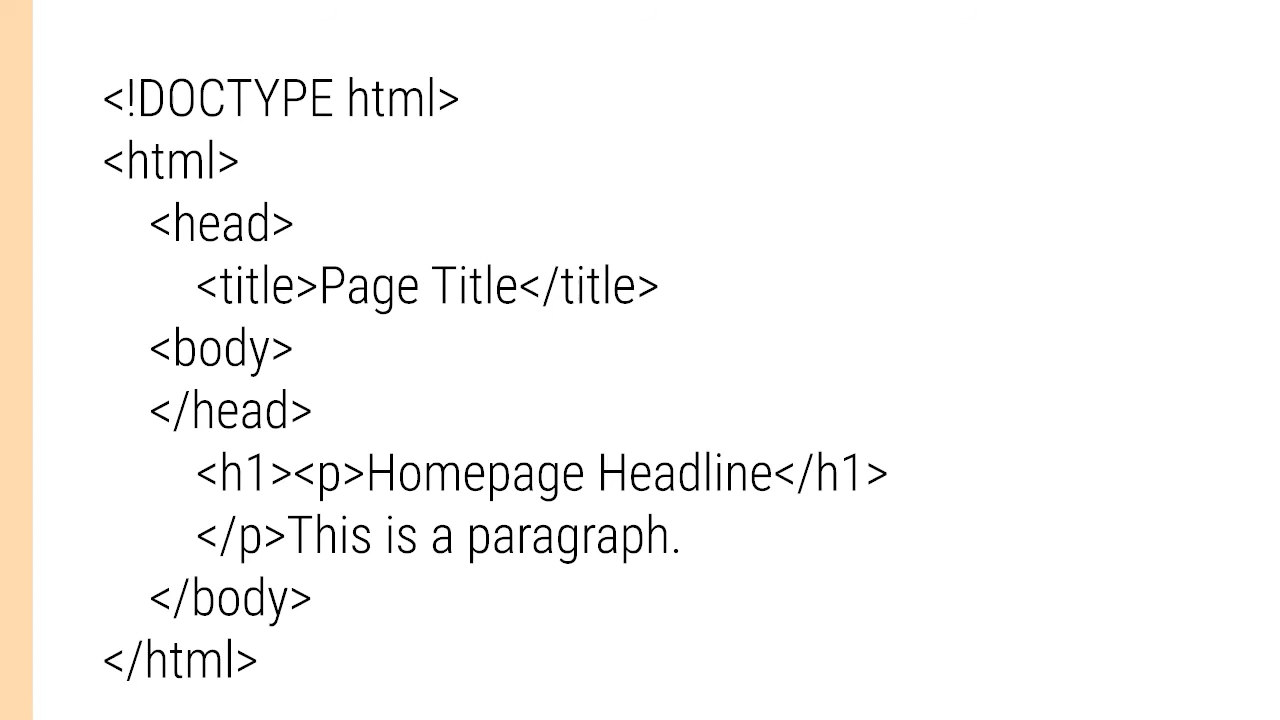 <!DOCTYPE html>
<html>
<head>
<title>Page Title</title>
<body>
</head>
<h1><p>Homepage Headline</h1>
</p>This is a paragraph.
</body>
</html>